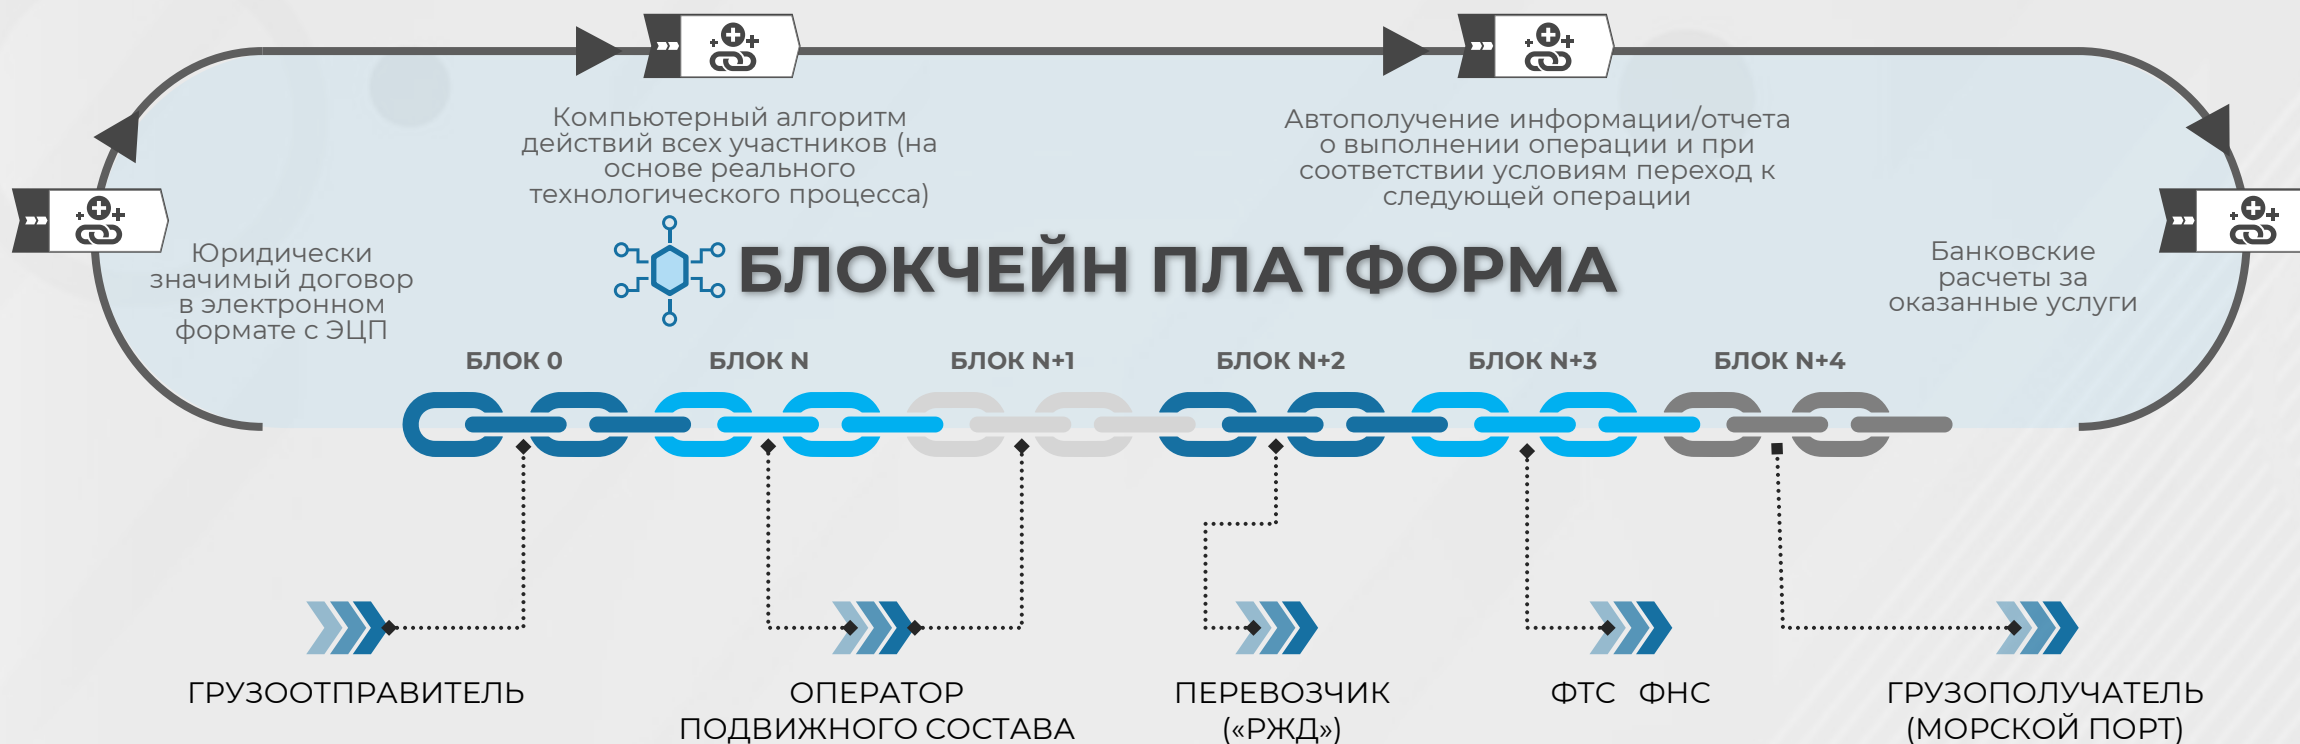 Компьютерный алгоритм
действий всех участников (на
основе реального
технологического процесса)
Автополучение информации/отчета
о выполнении операции и при
соответствии условиям переход к
следующей операции
Юридически
значимый договор
в электронном
формате с ЭЦП
БЛОКЧЕЙН ПЛАТФОРМА
Банковские
расчеты за
оказанные услуги
БЛОК 0
БЛОК N
БЛОК N+1
БЛОК N+2
БЛОК N+3
БЛОК N+4
ГРУЗООТПРАВИТЕЛЬ
ОПЕРАТОР
ПОДВИЖНОГО СОСТАВА
ПЕРЕВОЗЧИК
(«РЖД»)
ФТС ФНС
ГРУЗОПОЛУЧАТЕЛЬ
(МОРСКОЙ ПОРТ)